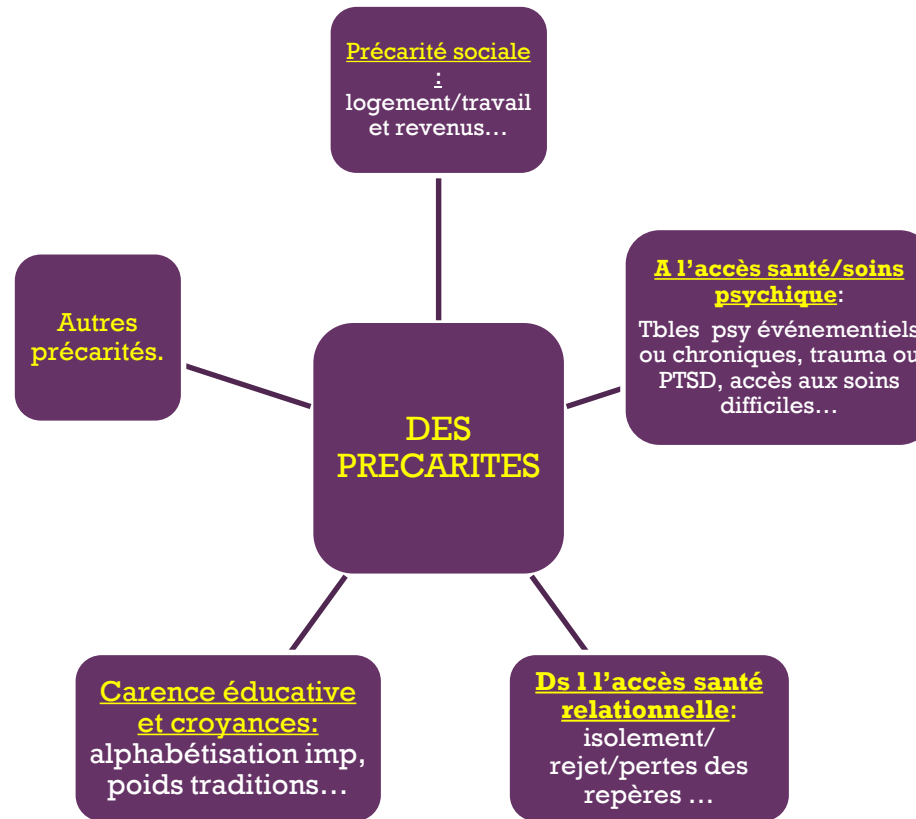 Précarité sociale
:
logement/travail
et revenus…
A l’accès santé/soins
psychique:
Tbles psy événementiels
ou chroniques, trauma ou
PTSD, accès aux soins
difficiles…
Autres
précarités.
DES
PRECARITES
Carence éducative
et croyances:
alphabétisation imp,
poids traditions…
Ds l l’accès santé
relationnelle:
isolement/
rejet/pertes des
repères …